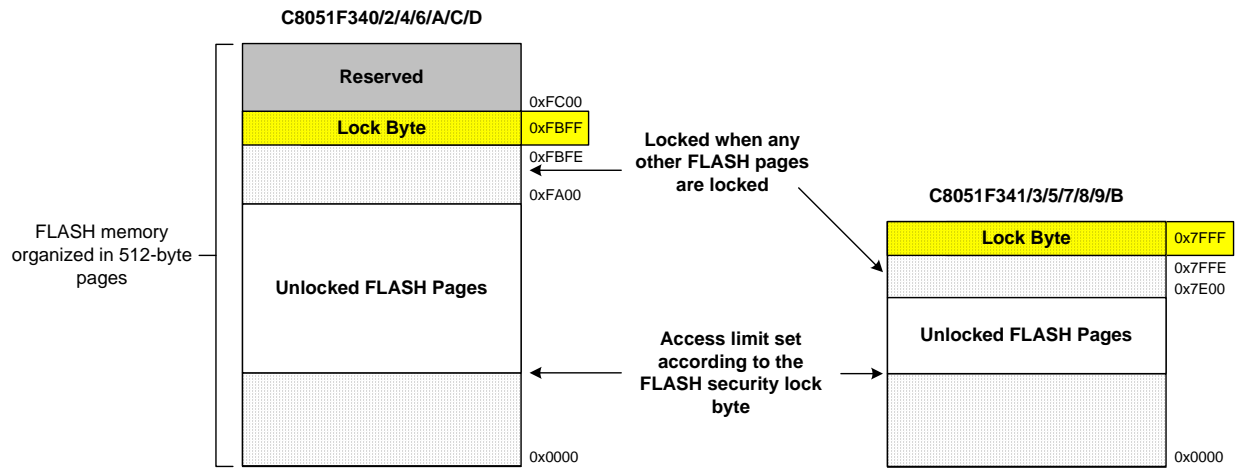 C8051F340/2/4/6/A/C/D
Reserved
0xFC00
Lock Byte
0xFBFF
0xFBFE
0xFA00
Unlocked FLASH Pages
0x0000
FLASH memory
organized in 512-byte
pages
Locked when any
other FLASH pages
are locked
Access limit set
according to the
FLASH security lock
byte
C8051F341/3/5/7/8/9/B
Lock Byte
0x7FFF
0x7FFE
0x7E00
Unlocked FLASH Pages
0x0000